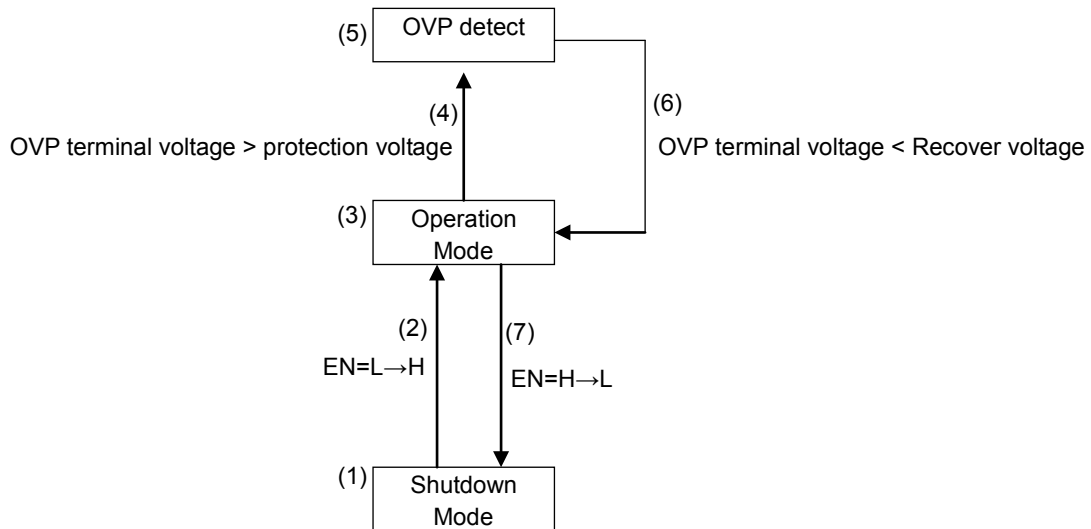 (5)
OVP detect
(4)
(6)
OVP terminal voltage > protection voltage
OVP terminal voltage < Recover voltage
(3)
Operation
Mode
(2)
(7)
EN=L→H
EN=H→L
(1)
Shutdown
Mode